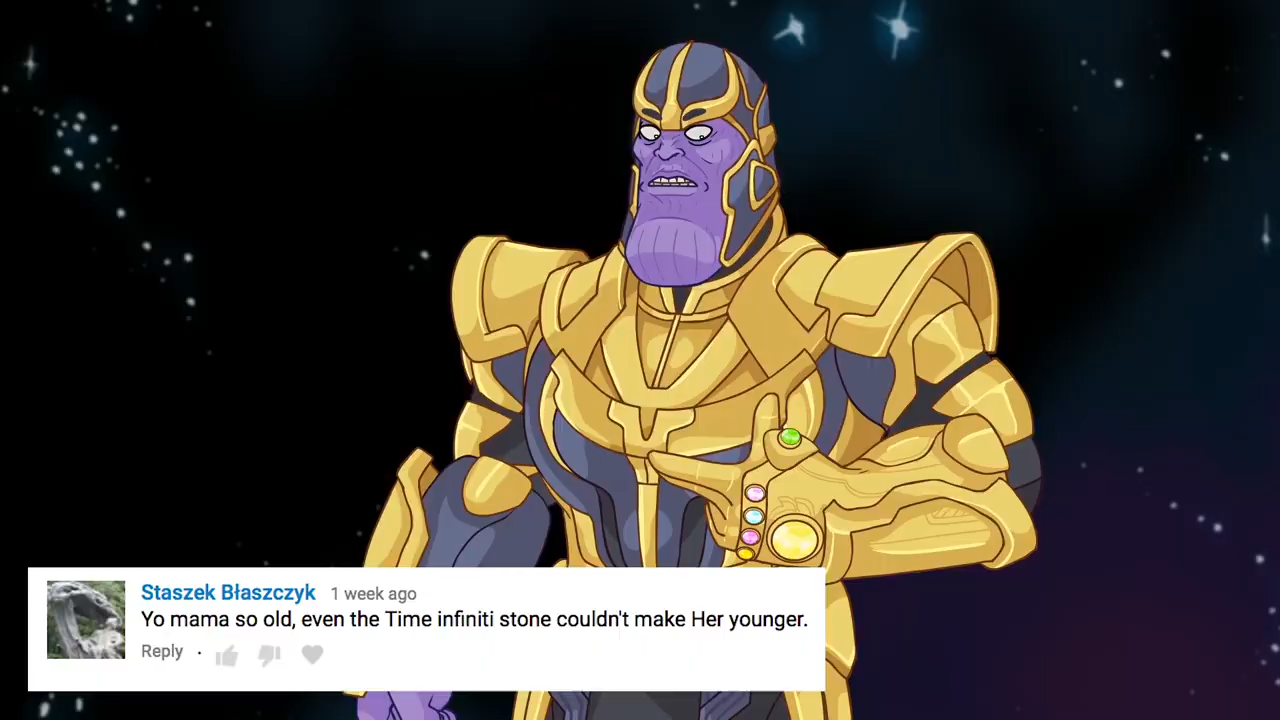 Staszek Błaszczyk 1 week ago
Yo mama so old, even the Time infiniti stone couldn't make Her younger.
Reply ·